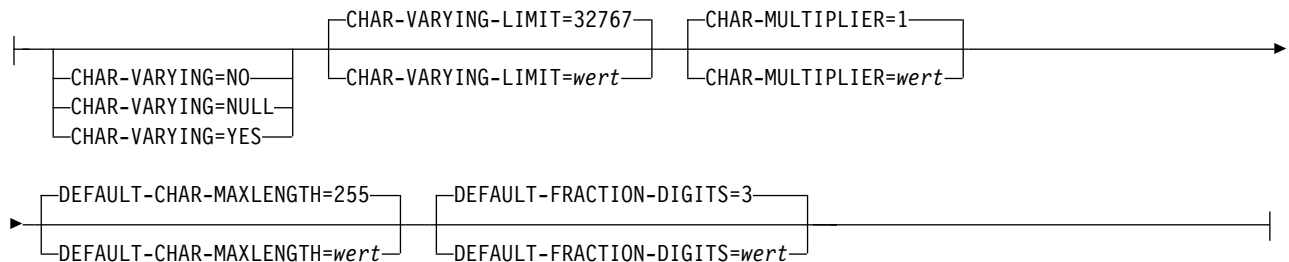 CHAR-VARYING-LIMIT=32767 CHAR-MULTIPLIER=1
CHAR-VARYING=NO CHAR-VARYING-LIMIT=wert CHAR-MULTIPLIER=wert
CHAR-VARYING=NULL
CHAR-VARYING=YES
DEFAULT-CHAR-MAXLENGTH=255 DEFAULT-FRACTION-DIGITS=3
DEFAULT-CHAR-MAXLENGTH=wert DEFAULT-FRACTION-DIGITS=wert